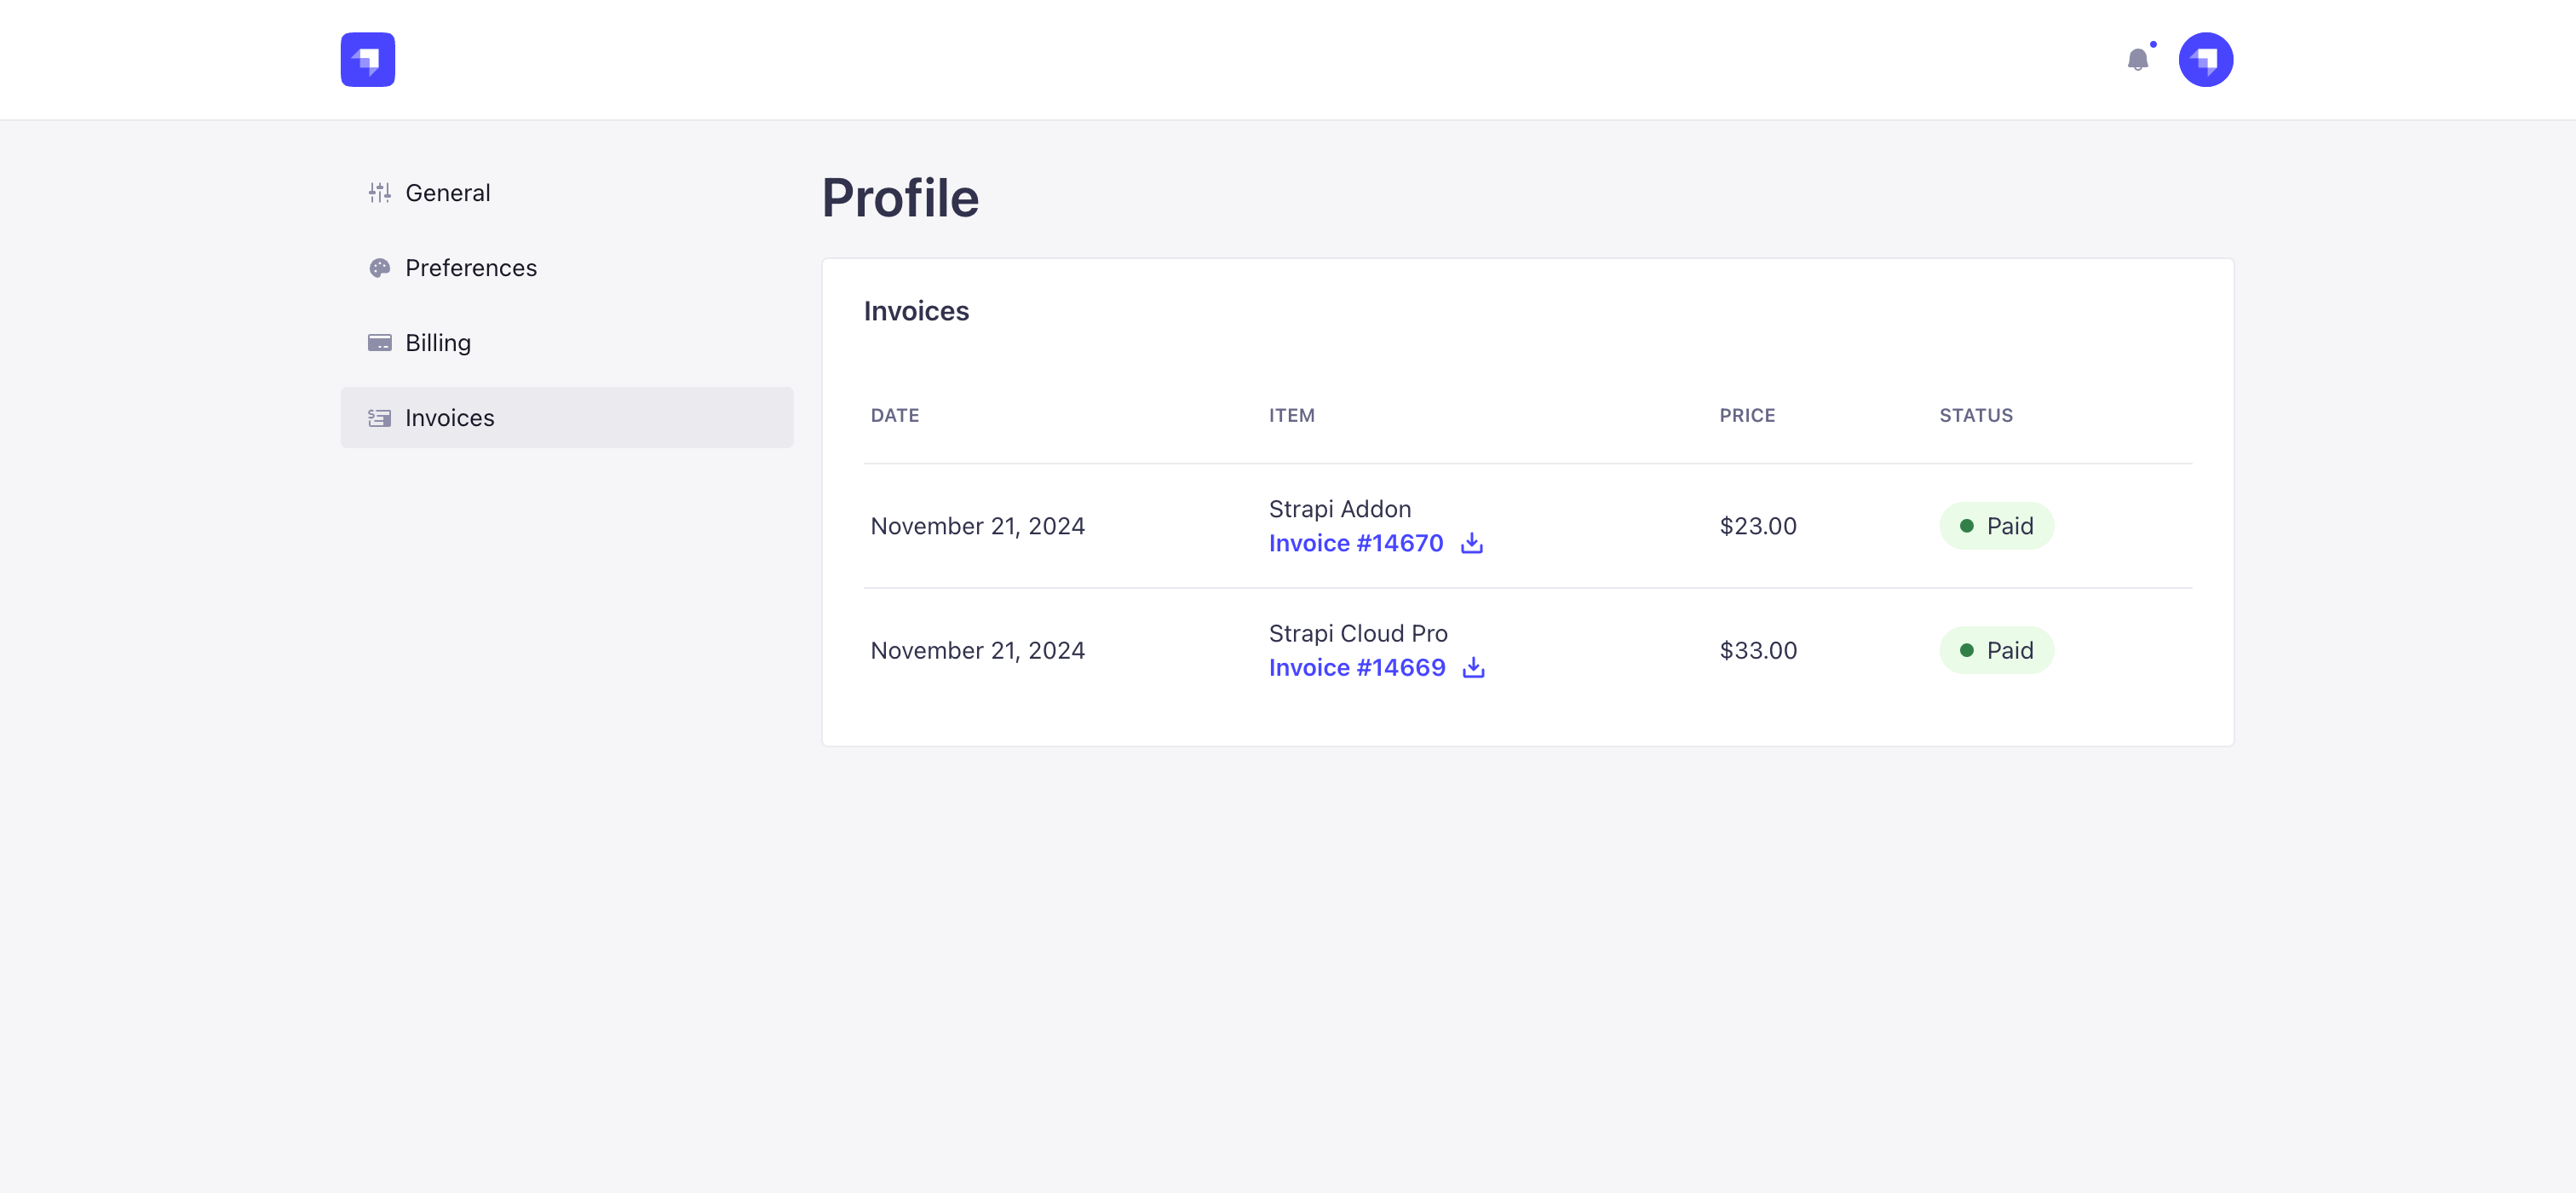 General
Preferences
Billing
Invoices
Profile
Invoices
DATE ITEM PRICE STATUS
November 21, 2024 Strapi Addon $23.00 Paid
Invoice #14670
November 21, 2024 Strapi Cloud Pro $33.00 Paid
Invoice #14669